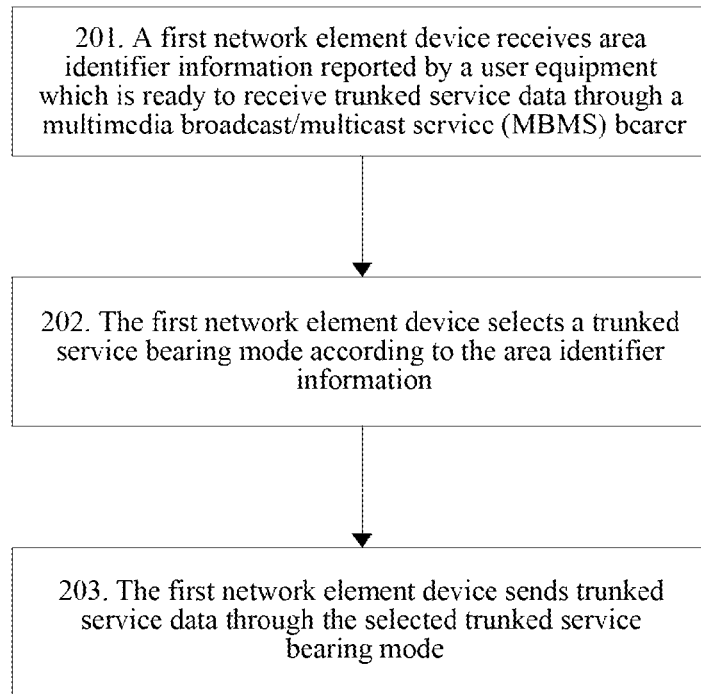 201. A first network element device receives area
identifier information reported by a user equipment
which is ready to receive trunked service data through a
multimedia broadcast/multicast service (MBMS) bearer
202. The first network element device selects a trunked
service bearing mode according to the area identifier
information
203. The first network element device sends trunked
service data through the selected trunked service
bearing mode